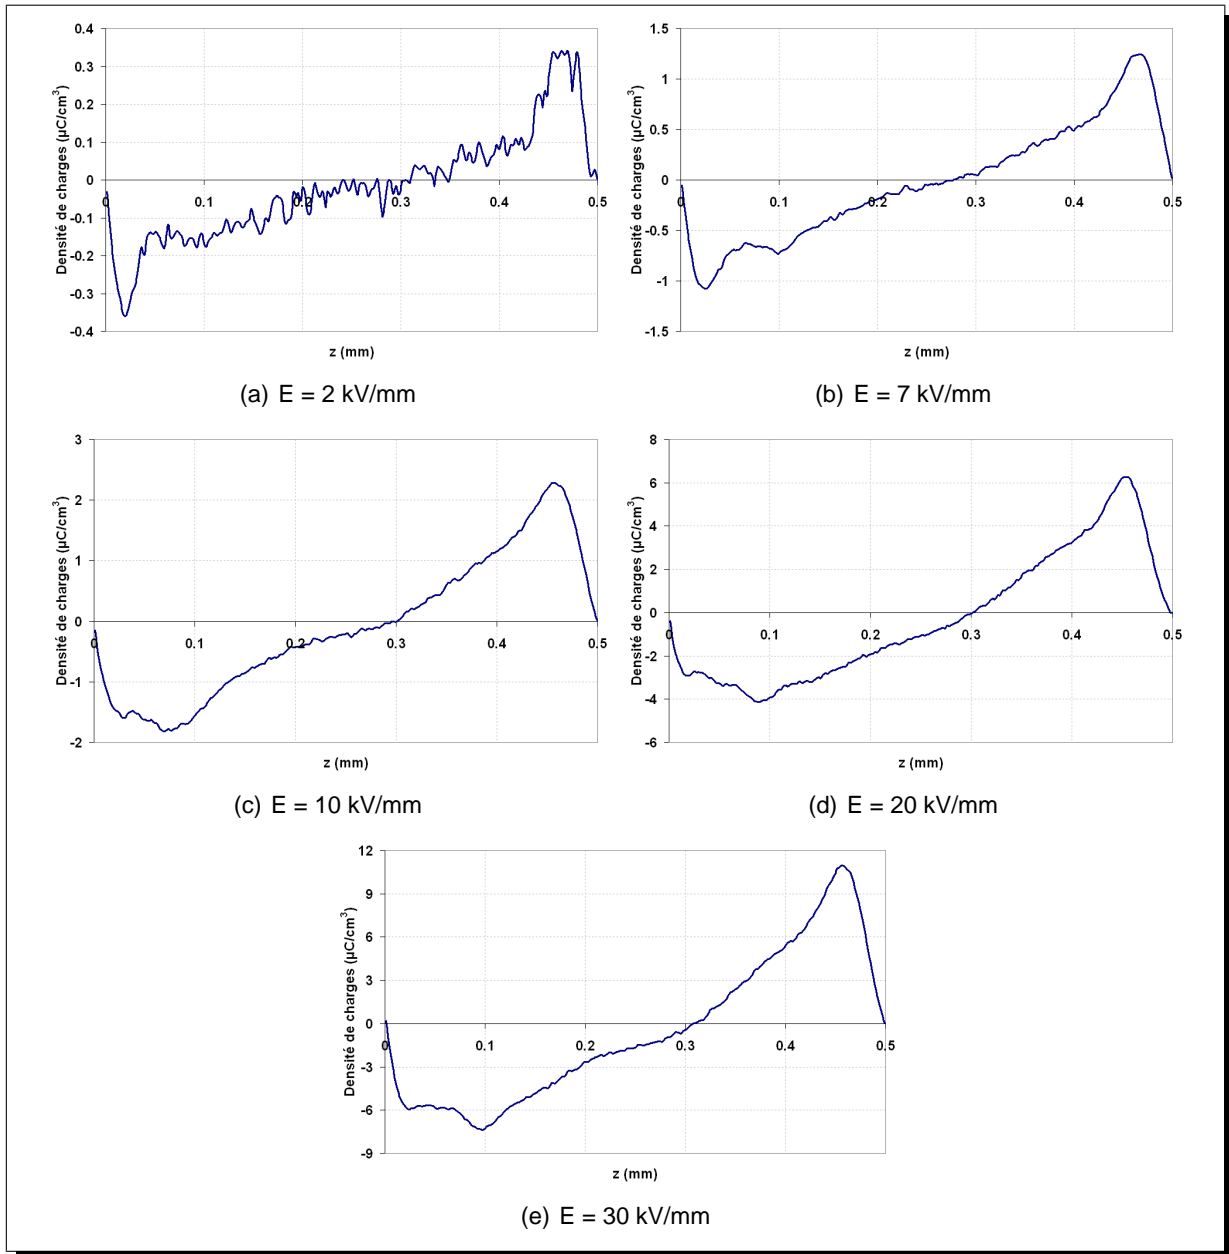 0.4
0.3
0.2
0.1
0
-0.1
-0.2
-0.3
-0.4
0 0.1 0.2 0.3 0.4 0.5
Densité de charges (µC/cm³)
z (mm)
(a) E = 2 kV/mm
1.5
1
0.5
0
-0.5
-1
-1.5
0 0.1 0.2 0.3 0.4 0.5
Densité de charges (µC/cm³)
z (mm)
(b) E = 7 kV/mm
3
2
1
0
-1
-2
0 0.1 0.2 0.3 0.4 0.5
Densité de charges (µC/cm³)
z (mm)
(c) E = 10 kV/mm
8
6
4
2
0
-2
-4
-6
0 0.1 0.2 0.3 0.4 0.5
Densité de charges (µC/cm³)
z (mm)
(d) E = 20 kV/mm
12
9
6
3
0
-3
-6
-9
0 0.1 0.2 0.3 0.4 0.5
Densité de charges (µC/cm³)
z (mm)
(e) E = 30 kV/mm